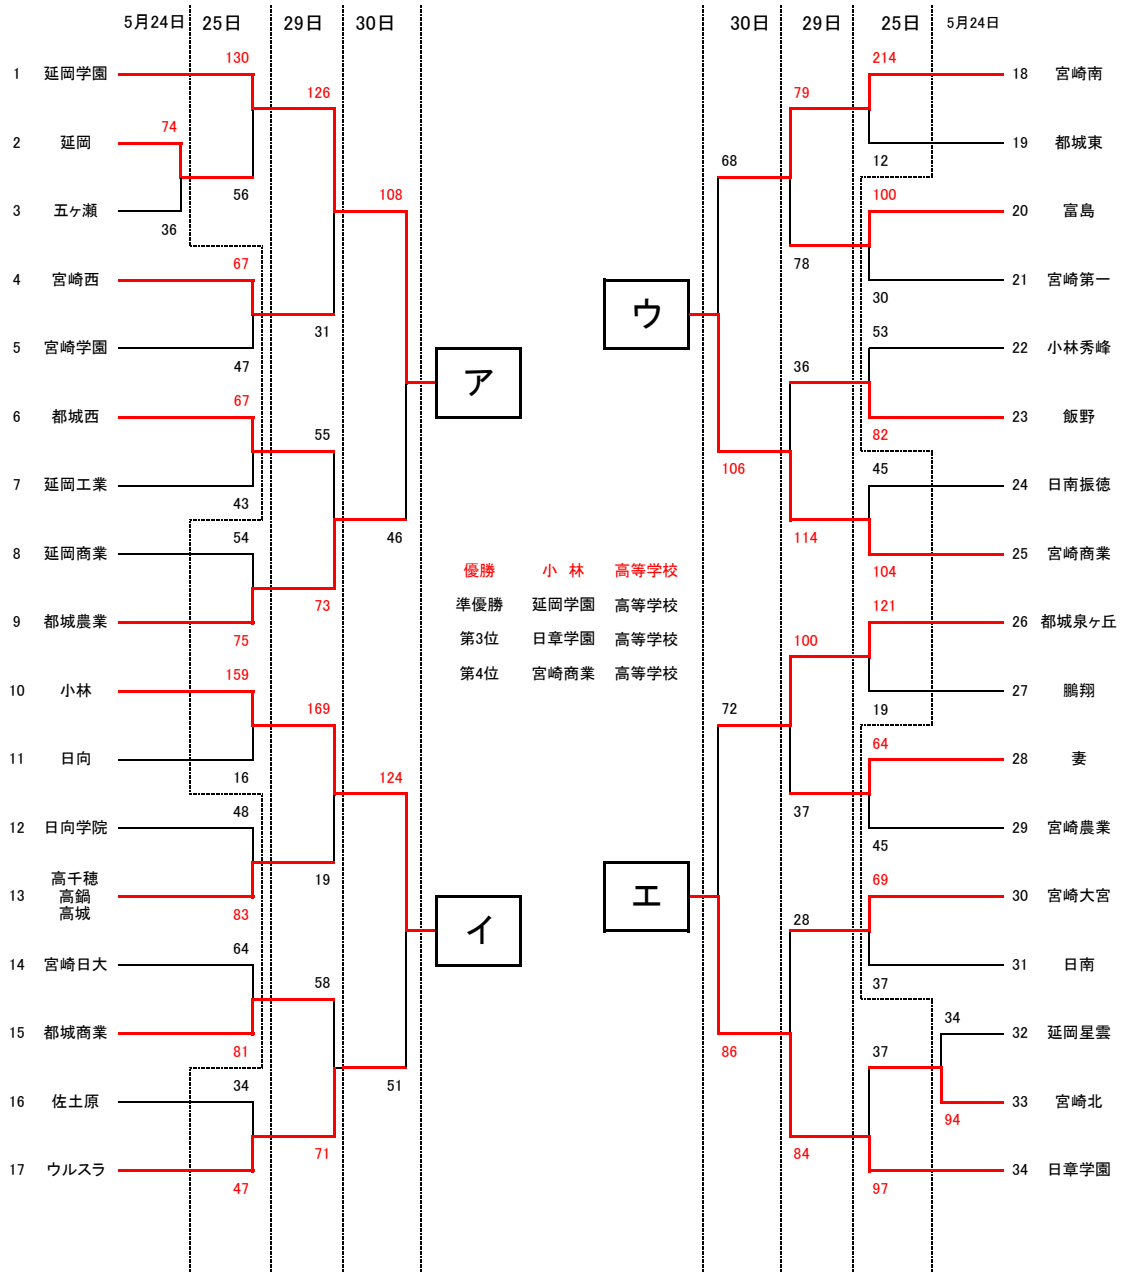 5月24日 25日 29日 30日 30日 29日 25日 5月24日
130 214
1 延岡学園 18 宮崎南
126 79
74
2 延岡 19 都城東
68 12
56 108 100
3 五ヶ瀬 20 富島
36
67 78
4 宮崎西 21 宮崎第一
30
ウ
31 53
5 宮崎学園 22 小林秀峰
47 36
ア
67
6 都城西 23 飯野
55 82
106 45
7 延岡工業 24 日南振徳
43
54 46 114
8 延岡商業 25 宮崎商業
優勝 小 林 高等学校 104
準優勝 延岡学園 高等学校
73 121
9 都城農業 26 都城泉ヶ丘
75 第3位 日章学園 高等学校 100
159 第4位 宮崎商業 高等学校
10 小林 27 鵬翔
169 72 19
64
11 日向 28 妻
16 124
48 37
12 日向学院 29 宮崎農業
45
19 69
高千穂
13 高鍋 30 宮崎大宮
高城
エ
83 28
イ
64
14 宮崎日大 31 日南
58 37
34
15 都城商業 32 延岡星雲
81 86 37
34 51
16 佐土原 33 宮崎北
94
71 84
17 ウルスラ 34 日章学園
47 97